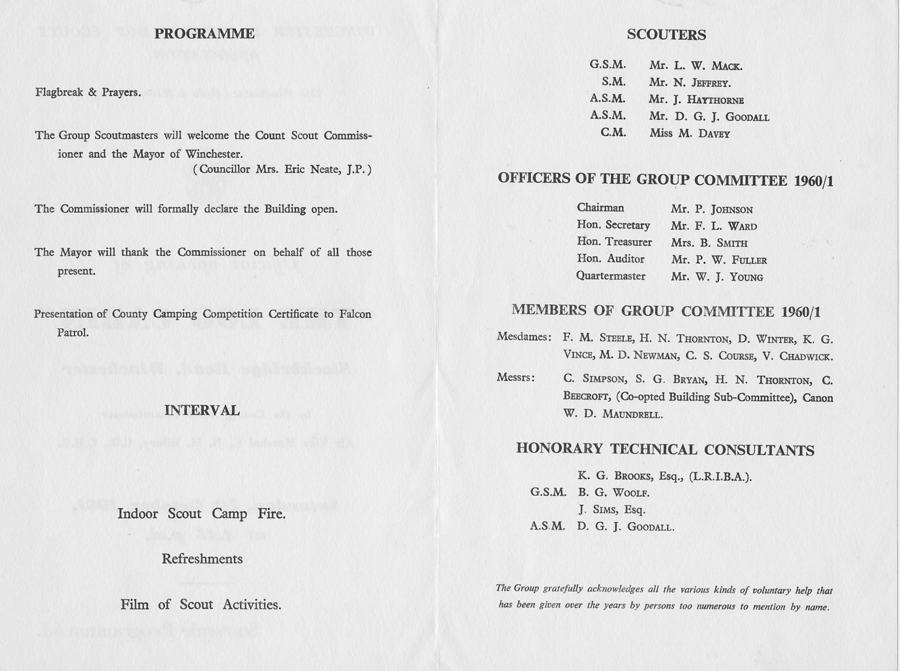 PROGRAMME
Flagbreak & Prayers.
The Group Scoutmasters will welcome the Count Scout Commiss-
ioner and the Mayor of Winchester.
(Councillor Mrs. Eric Neate, J.P.)
The Commissioner will formally declare the Building open.
The Mayor will thank the Commissioner on behalf of all those
present.
Presentation of County Camping Competition Certificate to Falcon
Patrol.
INTERVAL
Indoor Scout Camp Fire.
Refreshments
Film of Scout Activities.
SCOUTERS
G.S.M. Mr. L. W. MACK.
S.M. Mr. N. JEFFREY.
A.S.M. Mr. J. HAYTHORNE
A.S.M. Mr. D. G. J. GOODALL
C.M. Miss M. DAVEY
OFFICERS OF THE GROUP COMMITTEE 1960/1
Chairman Mr. P. JOHNSON
Hon. Secretary Mr. F. L. WARD
Hon. Treasurer Mrs. B. SMITH
Hon. Auditor Mr. P. W. FULLER
Quartermaster Mr. W. J. YOUNG
MEMBERS OF GROUP COMMITTEE 1960/1
Mesdames: F. M. STEELE, H. N. THORNTON, D. WINTER, K. G.
VINCE, M. D. NEWMAN, C. S. COURSE, V. CHADWICK.
Messrs: C. SIMPSON, S. G. BRYAN, H. N. THORNTON, C.
BEECROFT, (Co-opted Building Sub-Committee), Canon
W. D. MAUNDRELL.
HONORARY TECHNICAL CONSULTANTS
K. G. BROOKS, Esq., (L.R.I.B.A.).
G.S.M. B. G. WOOLF.
J. SIMS, Esq.
A.S.M. D. G. J. GOODALL.
The Group gratefully acknowledges all the various kinds of voluntary help that
has been given over the years by persons too numerous to mention by name.